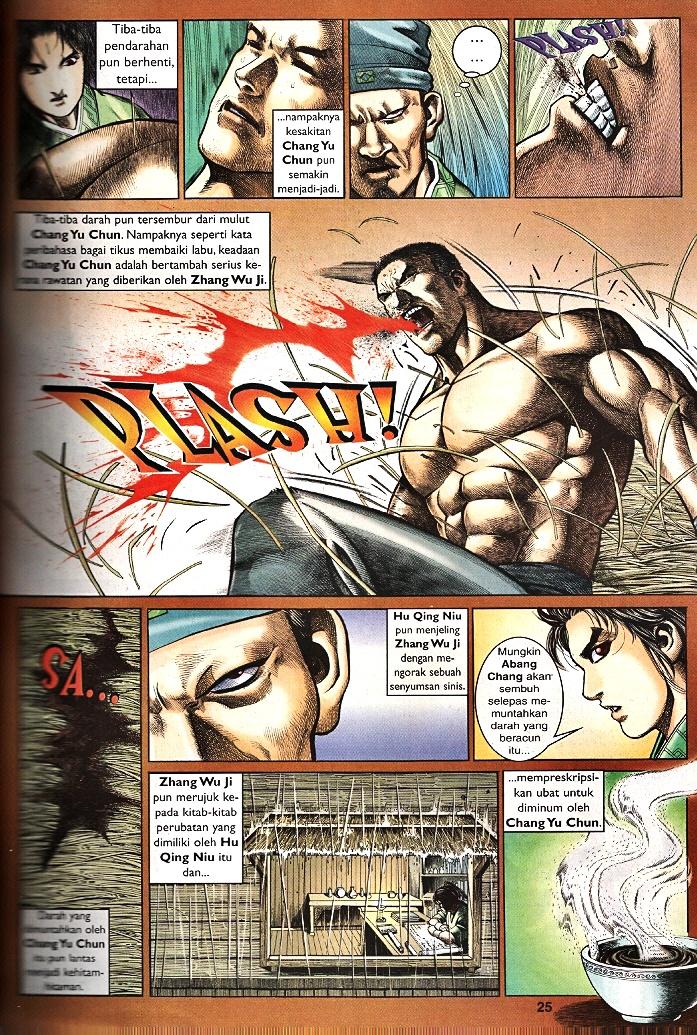 Tiba-tiba
pendarahan
pun berhenti,
tetapi...
...nampaknya
kesakitan
Chang Yu
Chun pun
semakin
menjadi-jadi.
...
...
PLASH!
Tiba-tiba darah pun tersembur dari mulut
Chang Yu Chun. Nampaknya seperti kata
peribahasa bagai tikus membaiki labu, keadaan
Chang Yu Chun adalah bertambah serius ke-
rana rawatan yang diberikan oleh Zhang Wu Ji.
PLASH!
SA...
Darah yang
dimuntahkan oleh
Chang Yu Chun
itu pun lantas
menjadi kehitam-
hitaman.
Hu Qing Niu
pun menjeling
Zhang Wu Ji
dengan me-
ngorak sebuah
senyumsan sinis.
Mungkin
Abang
Chang akan
sembuh
selepas me-
muntahkan
darah yang
beracun
itu...
Zhang Wu Ji
pun merujuk ke-
pada kitab-kitab
perubatan yang
dimiliki oleh Hu
Qing Niu itu
dan...
...mempreskripsi-
kan ubat untuk
diminum oleh
Chang Yu Chun.
25